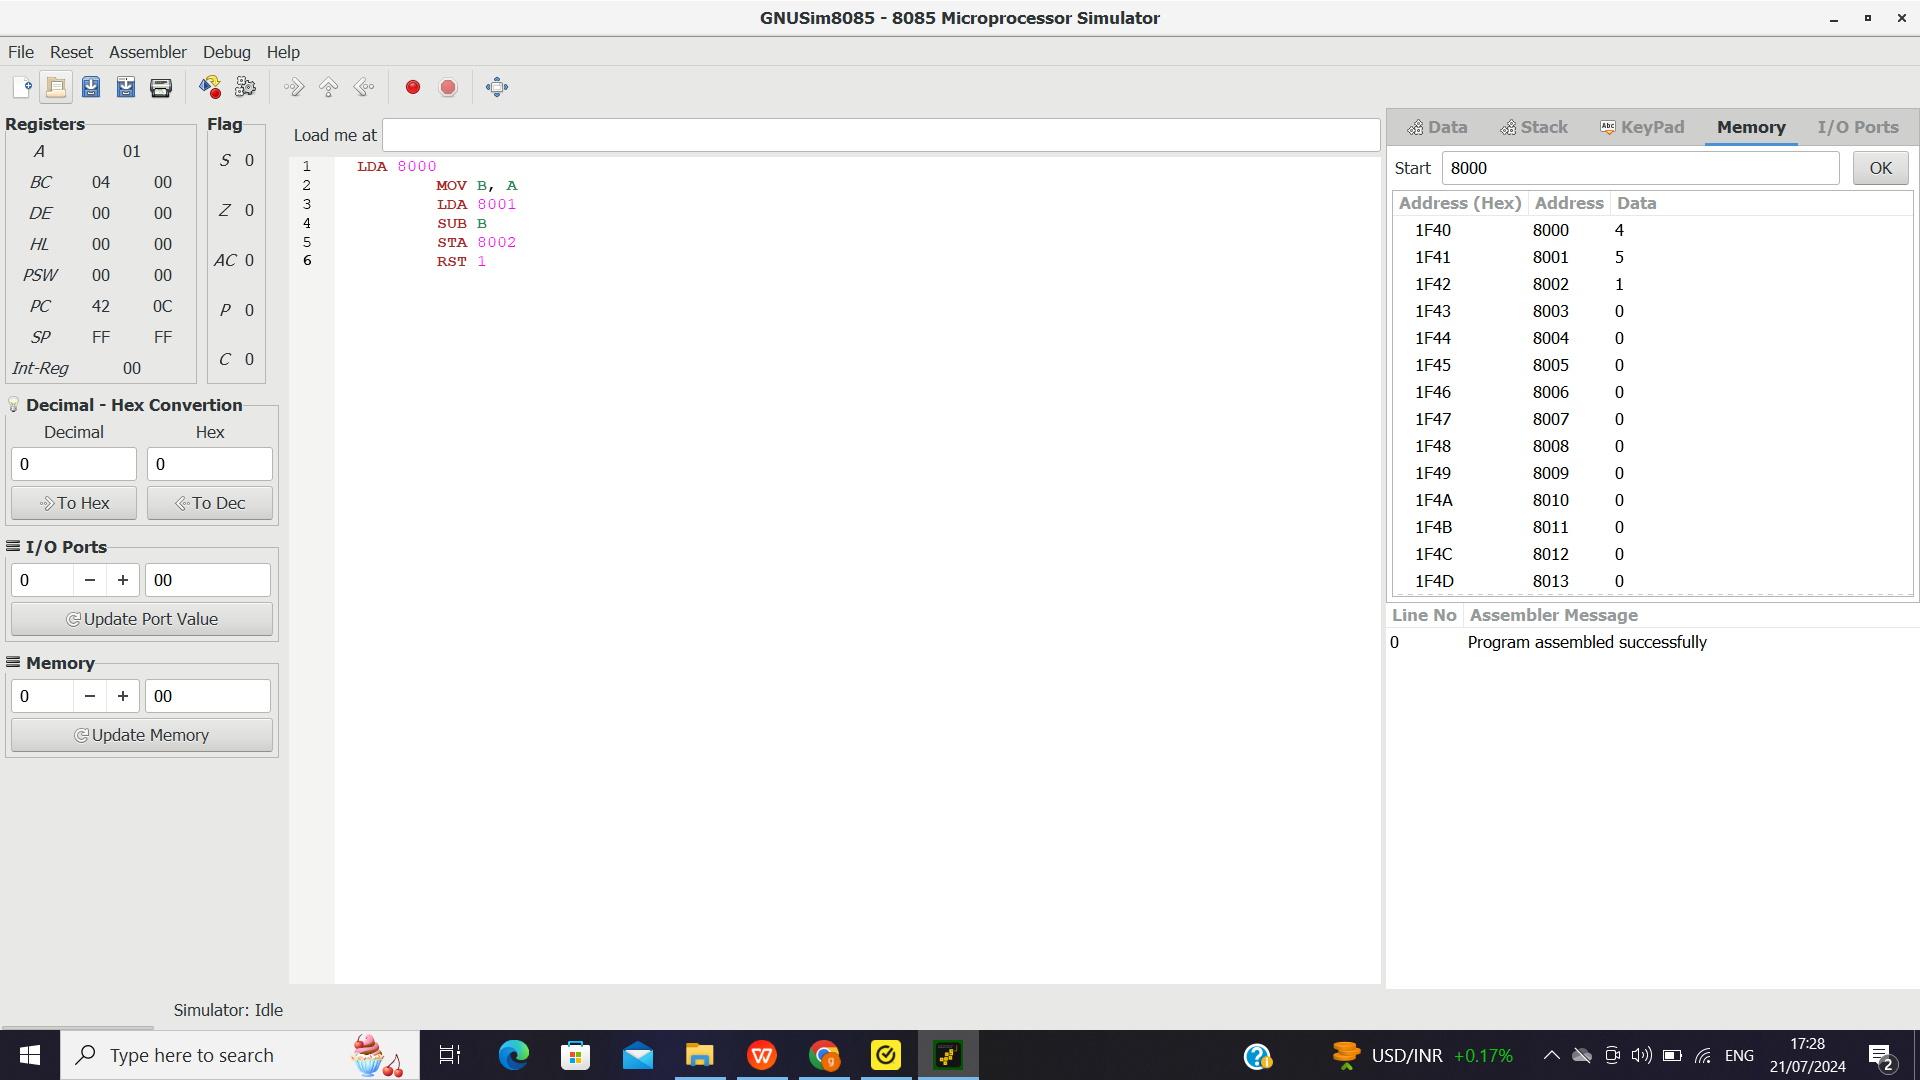 GNUSim8085 - 8085 Microprocessor Simulator
File Reset Assembler Debug Help
Registers
A 01
BC 04 00
DE 00 00
HL 00 00
PSW 00 00
PC 42 0C
SP FF FF
Int-Reg 00
Flag
S 0
Z 0
AC 0
P 0
C 0
Decimal - Hex Convertion
Decimal Hex
0 0
To Hex To Dec
I/O Ports
0 − + 00
Update Port Value
Memory
0 − + 00
Update Memory
Load me at
1 LDA 8000
2 MOV B, A
3 LDA 8001
4 SUB B
5 STA 8002
6 RST 1
Data Stack Abc KeyPad Memory I/O Ports
Start 8000 OK
Address (Hex) Address Data
1F40 8000 4
1F41 8001 5
1F42 8002 1
1F43 8003 0
1F44 8004 0
1F45 8005 0
1F46 8006 0
1F47 8007 0
1F48 8008 0
1F49 8009 0
1F4A 8010 0
1F4B 8011 0
1F4C 8012 0
1F4D 8013 0
Line No Assembler Message
0 Program assembled successfully
Simulator: Idle
Type here to search
W
g
USD/INR +0.17%
ENG
17:28
21/07/2024
2